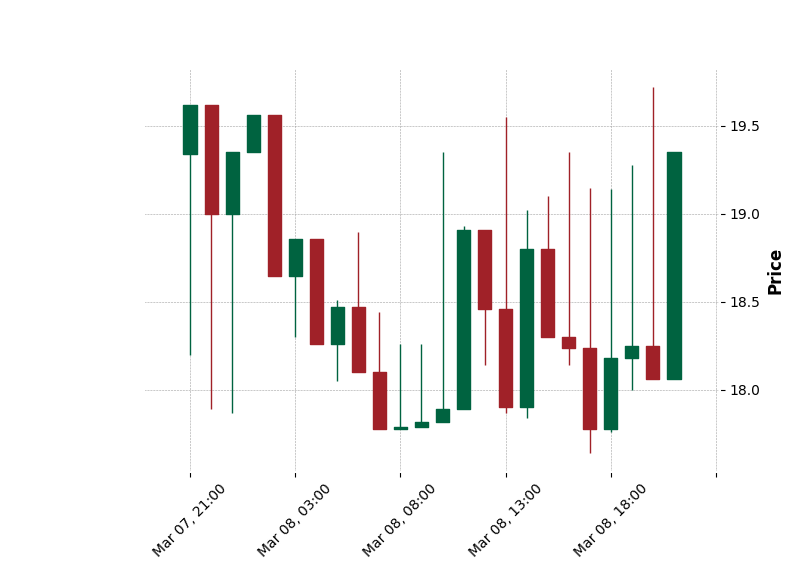 19.5
19.0
18.5
18.0
Price
Mar 07, 21:00
Mar 08, 03:00
Mar 08, 08:00
Mar 08, 13:00
Mar 08, 18:00